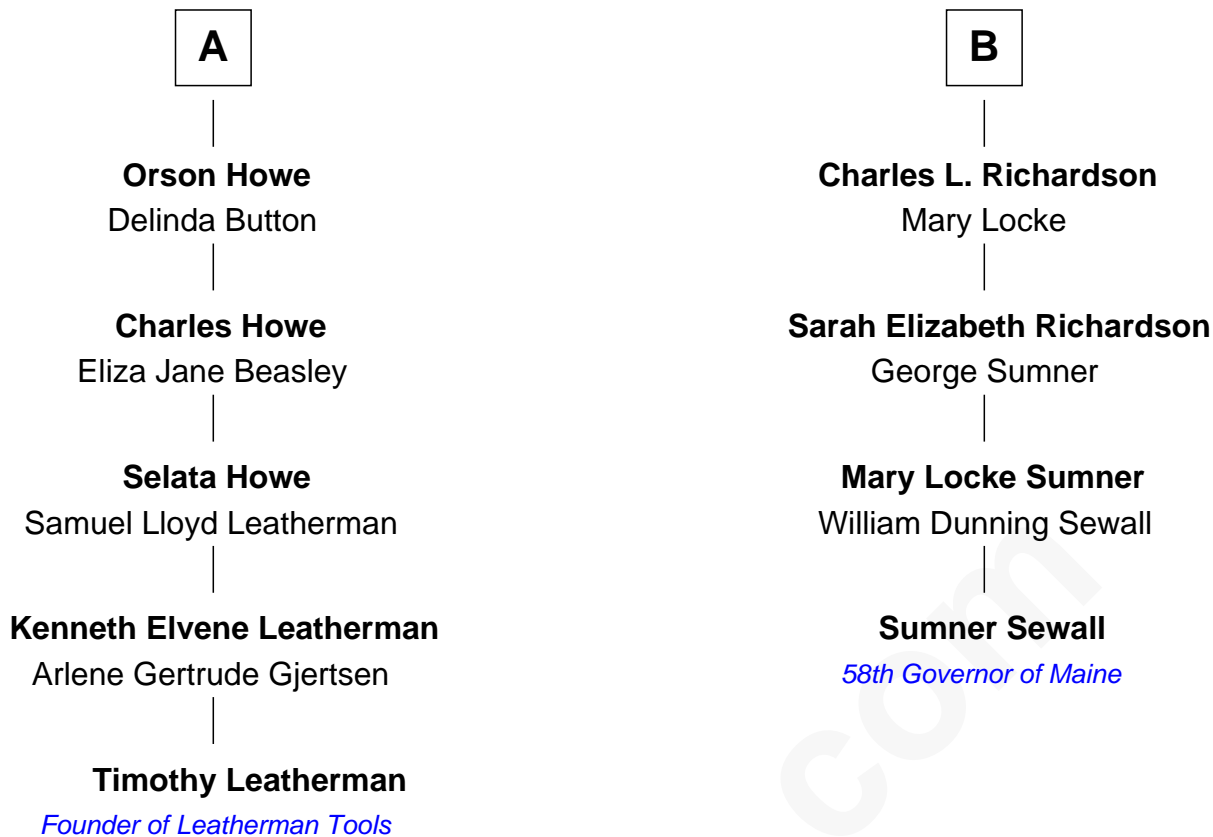 A
Orson Howe
Delinda Button
Charles Howe
Eliza Jane Beasley
Selata Howe
Samuel Lloyd Leatherman
Kenneth Elvene Leatherman
Arlene Gertrude Gjertsen
Timothy Leatherman
Founder of Leatherman Tools
B
Charles L. Richardson
Mary Locke
Sarah Elizabeth Richardson
George Sumner
Mary Locke Sumner
William Dunning Sewall
Sumner Sewall
58th Governor of Maine
com